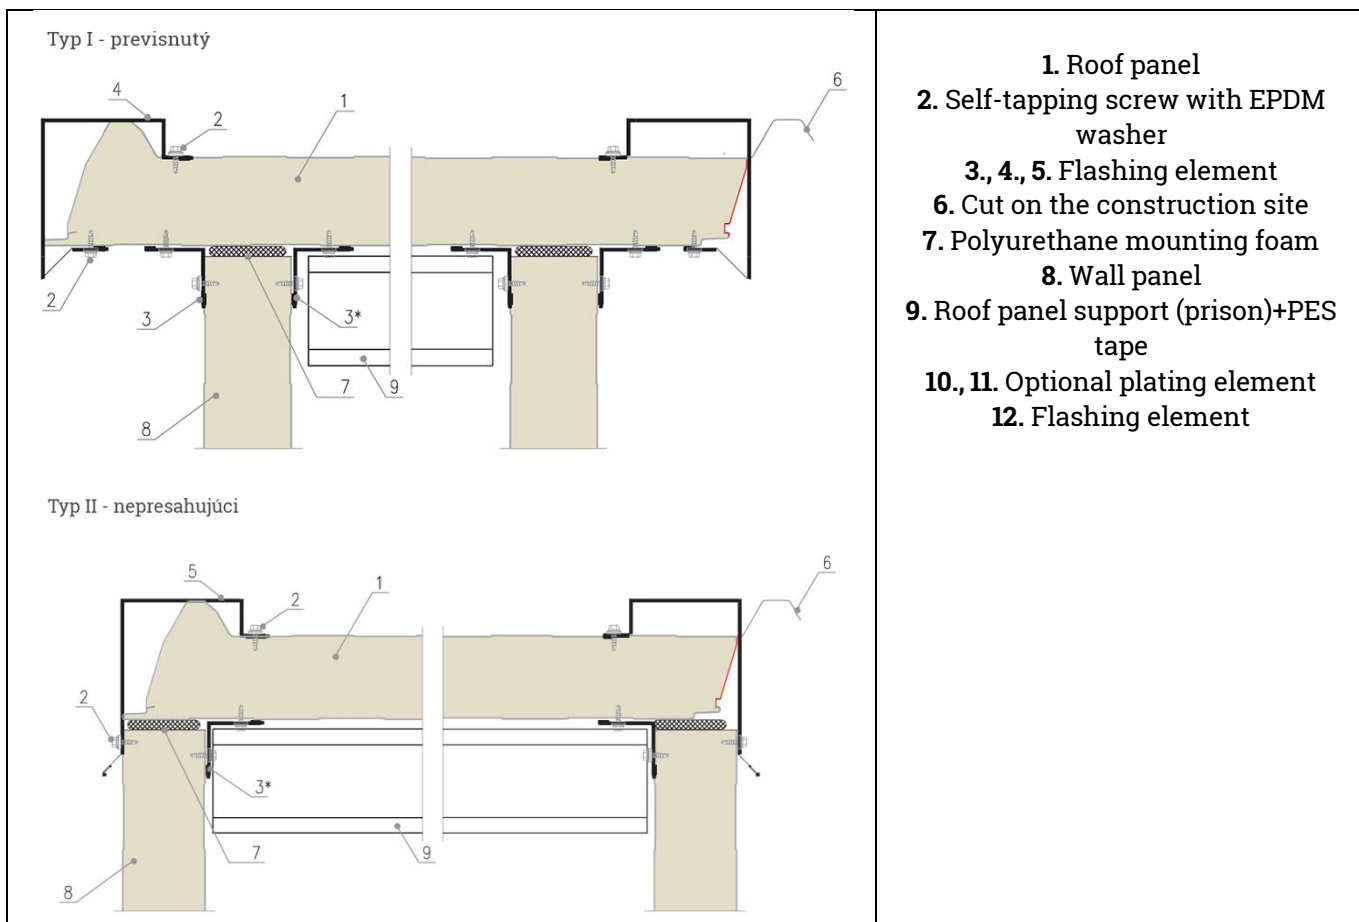 Typ I - previsnutý
4
1
2
6
2
3
3*
7
9
8
Typ II - nepresahujúci
5
2
1
6
2
3*
7
9
8
1. Roof panel
2. Self-tapping screw with EPDM
washer
3., 4., 5. Flashing element
6. Cut on the construction site
7. Polyurethane mounting foam
8. Wall panel
9. Roof panel support (prison)+PES
tape
10., 11. Optional plating element
12. Flashing element